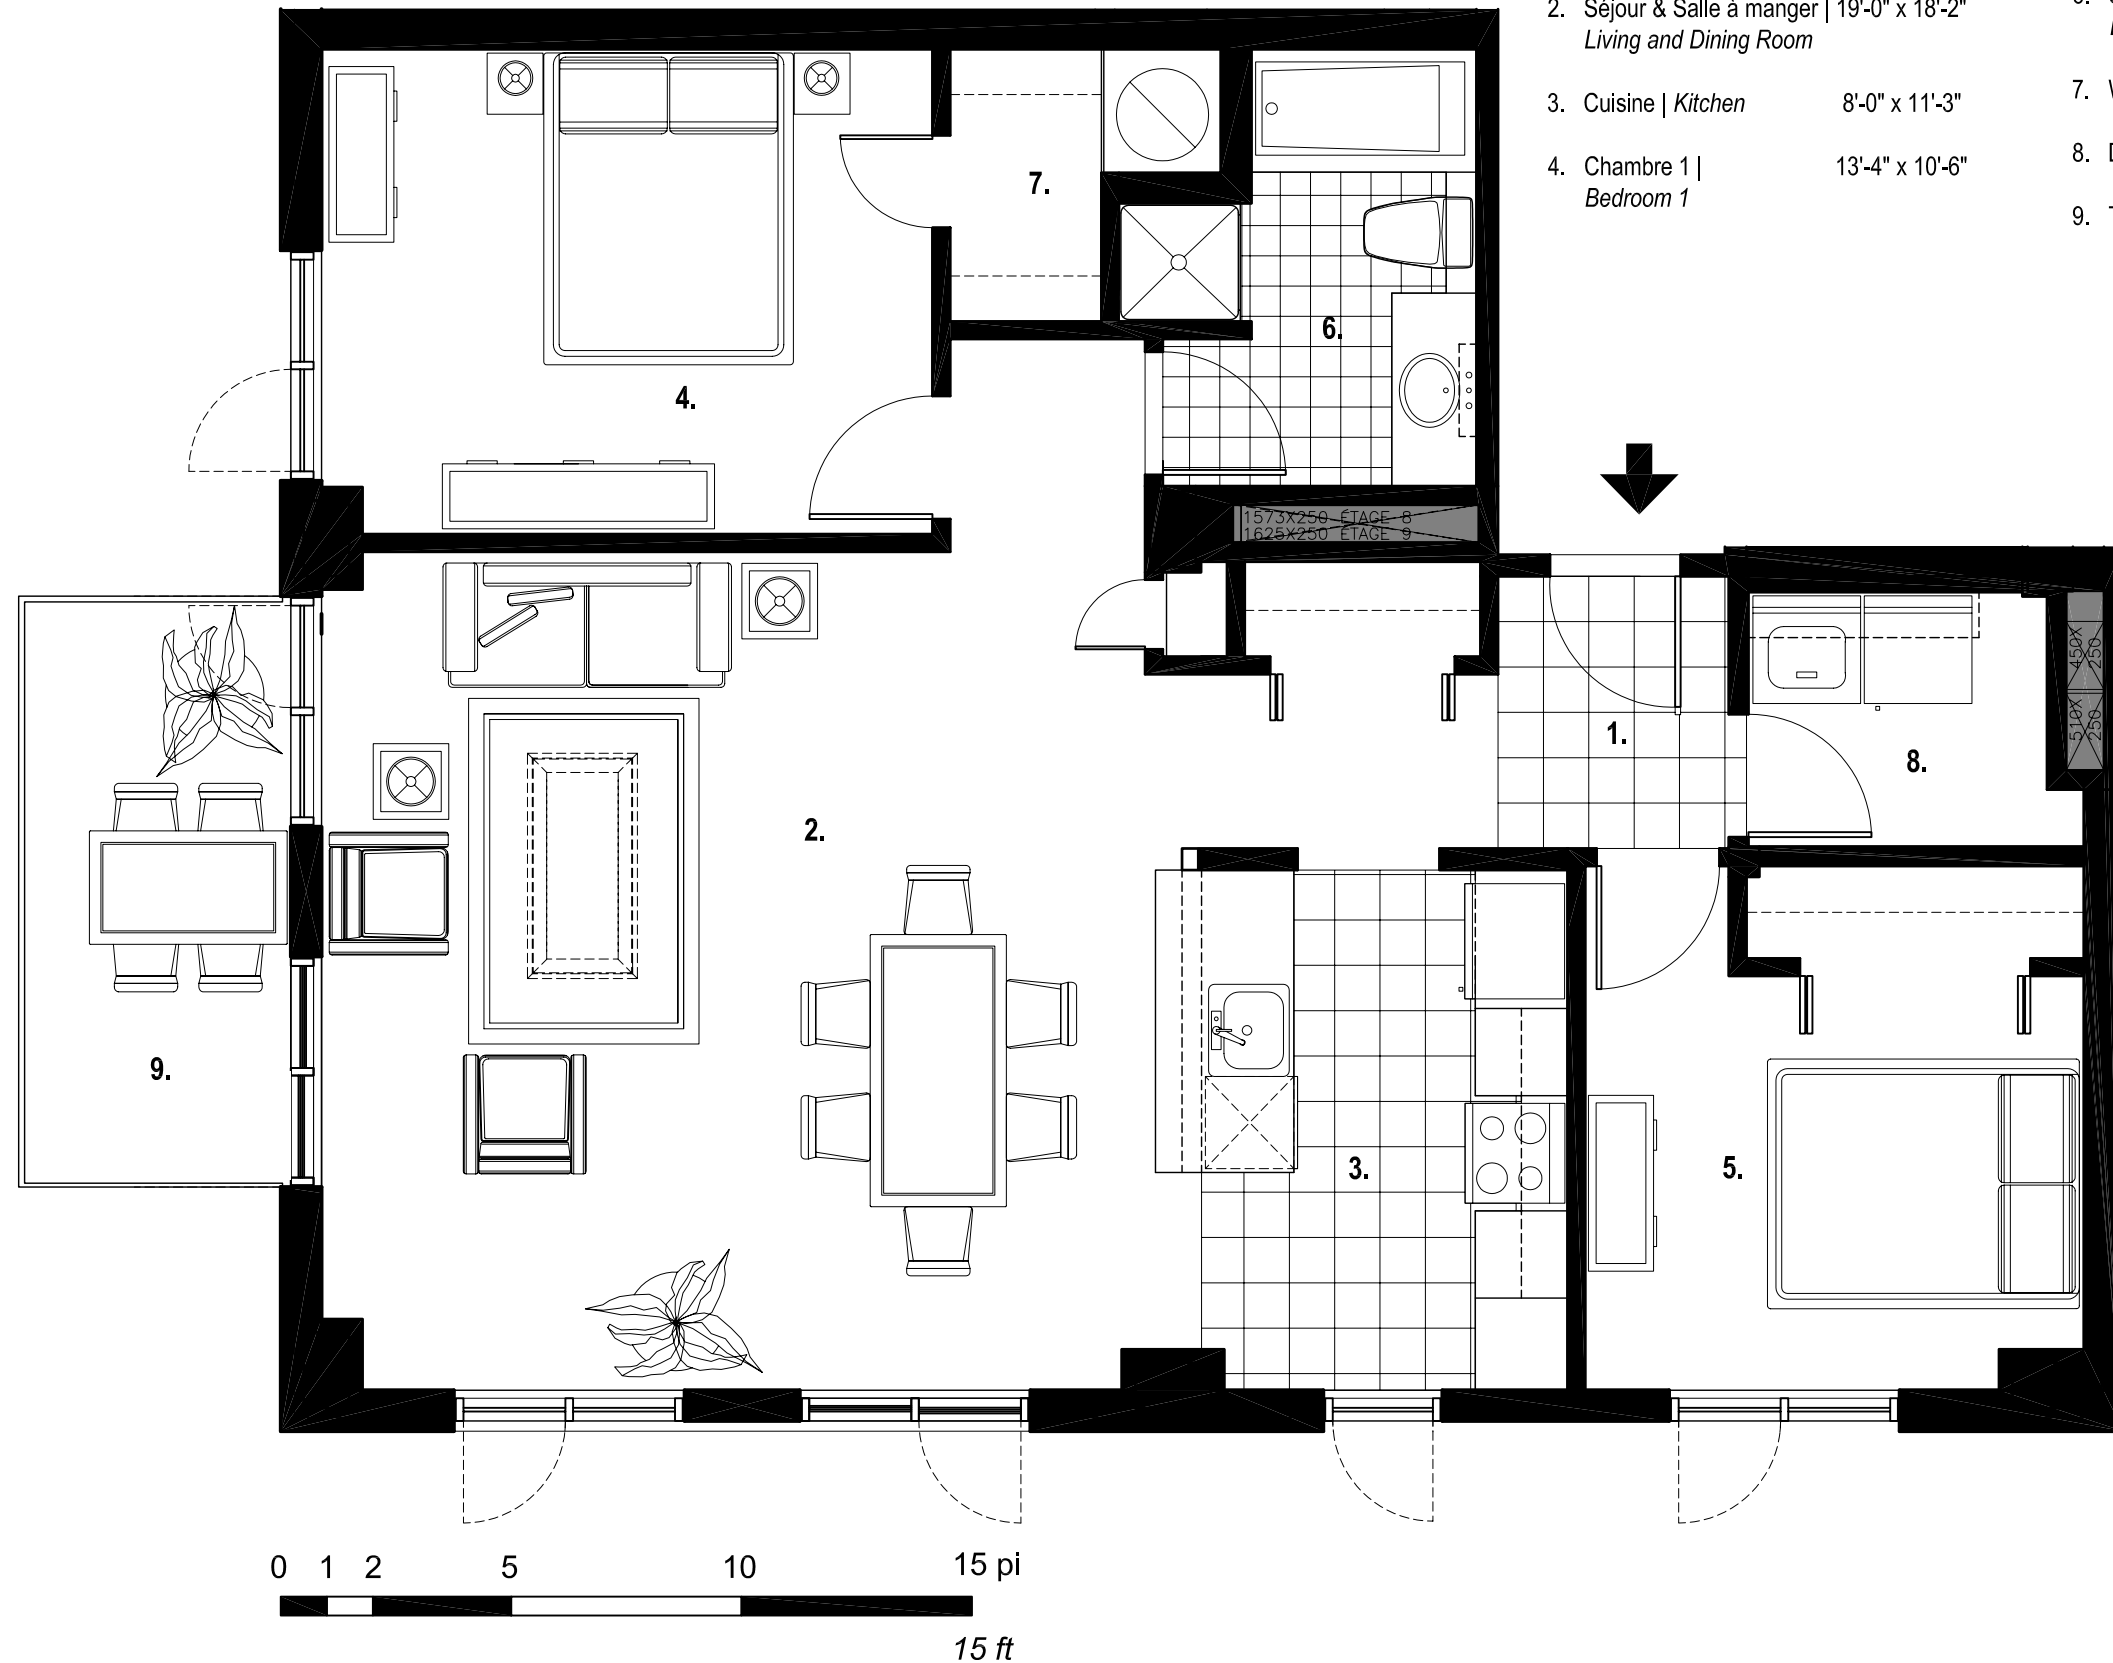 2. Séjour & Salle à manger | 19'-0" x 18'-2"
Living and Dining Room
3. Cuisine | Kitchen 8'-0" x 11'-3"
4. Chambre 1 | 13'-4" x 10'-6"
Bedroom 1
7.
8.
9.
7.
6.
4.
1573X250 ÉTAGE 8
1625X250 ÉTAGE 9
450X
250
510X
250
1.
8.
2.
9.
3.
5.
0 1 2 5 10 15 pi
15 ft